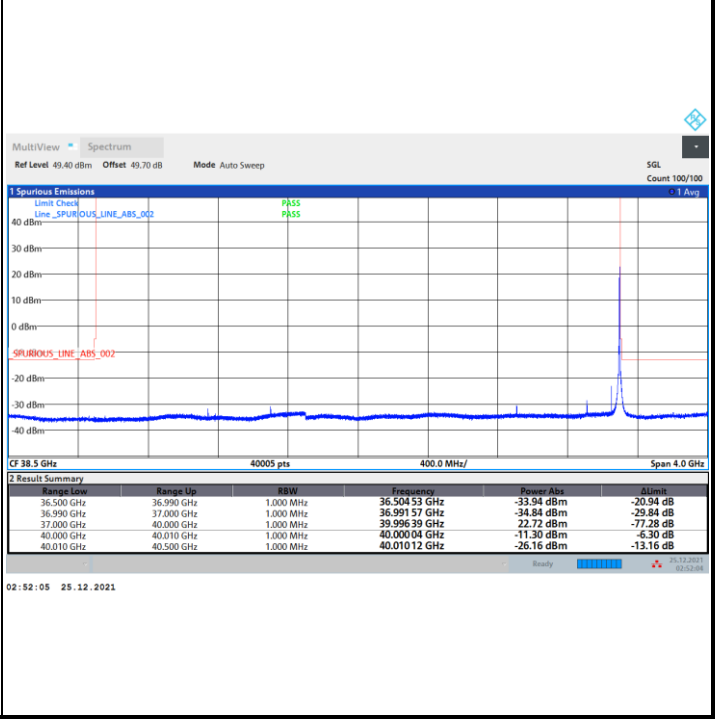 MultiView Spectrum
Ref Level 49.40 dBm Offset 49.70 dB Mode Auto Sweep SGL
Count 100/100
1 Spurious Emissions 1 Avg
Limit Check PASS
Line _SPURIOUS_LINE_ABS_002 PASS
40 dBm
30 dBm
20 dBm
10 dBm
0 dBm
_SPURIOUS_LINE_ABS_002
-20 dBm
-30 dBm
-40 dBm
CF 38.5 GHz 40005 pts 400.0 MHz/ Span 4.0 GHz
2 Result Summary
Range Low Range Up RBW Frequency Power Abs ΔLimit
36.500 GHz 36.990 GHz 1.000 MHz 36.504 53 GHz -33.94 dBm -20.94 dB
36.990 GHz 37.000 GHz 1.000 MHz 36.991 57 GHz -34.84 dBm -29.84 dB
37.000 GHz 40.000 GHz 1.000 MHz 39.996 39 GHz 22.72 dBm -77.28 dB
40.000 GHz 40.010 GHz 1.000 MHz 40.000 04 GHz -11.30 dBm -6.30 dB
40.010 GHz 40.500 GHz 1.000 MHz 40.010 12 GHz -26.16 dBm -13.16 dB
Ready 25.12.2021
02:52:04
02:52:05 25.12.2021